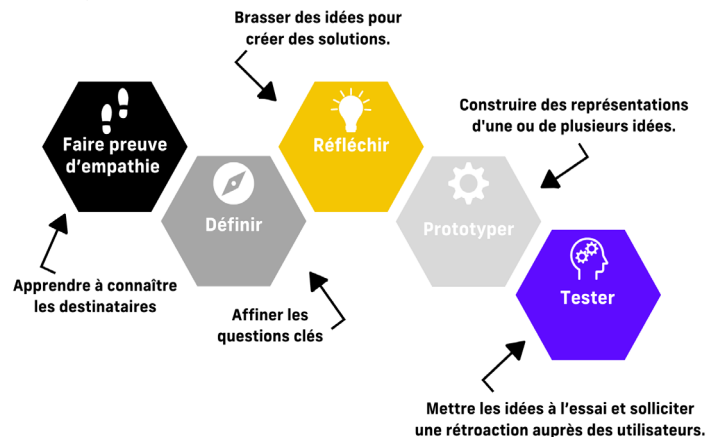 Brasser des idées pour
créer des solutions.
Faire preuve
d'empathie
Apprendre à connaître
les destinataires
Définir
Affiner les
questions clés
Réfléchir
Prototyper
Construire des représentations
d'une ou de plusieurs idées.
Tester
Mettre les idées à l'essai et solliciter
une rétroaction auprès des utilisateurs.